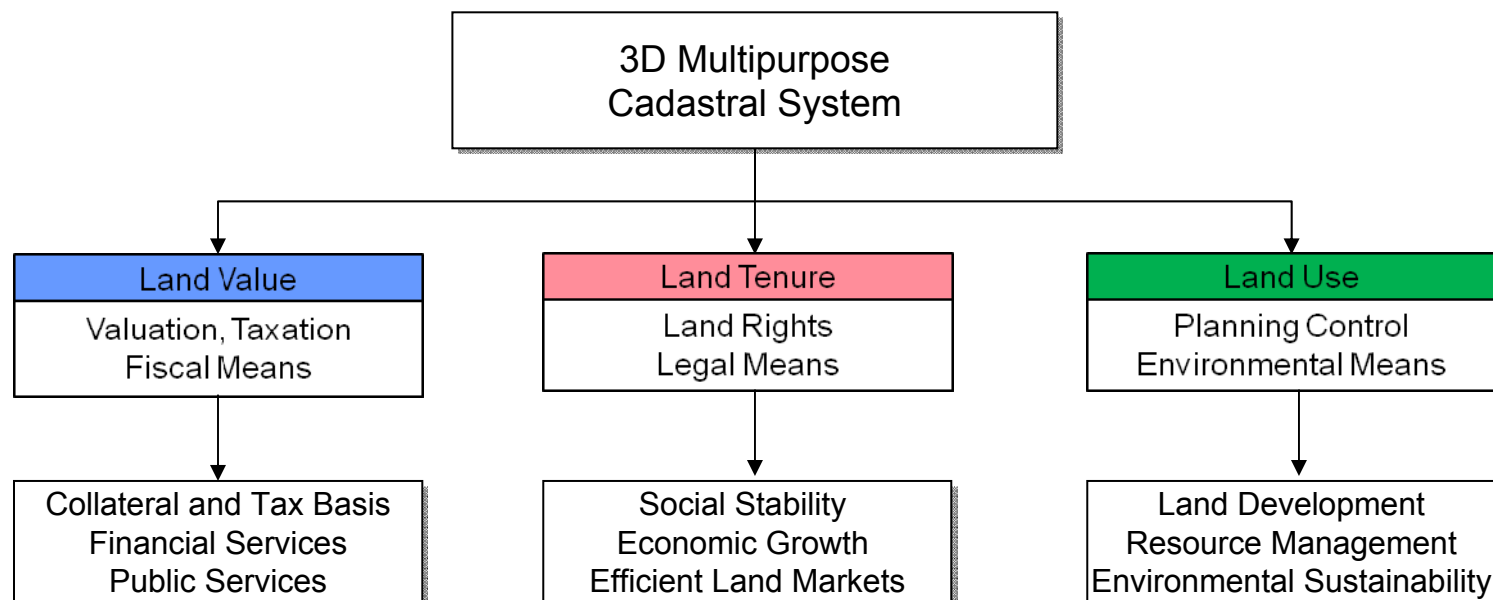 3D Multipurpose
Cadastral System
Land Value
Valuation, Taxation
Fiscal Means
Land Tenure
Land Rights
Legal Means
Land Use
Planning Control
Environmental Means
Collateral and Tax Basis
Financial Services
Public Services
Social Stability
Economic Growth
Efficient Land Markets
Land Development
Resource Management
Environmental Sustainability